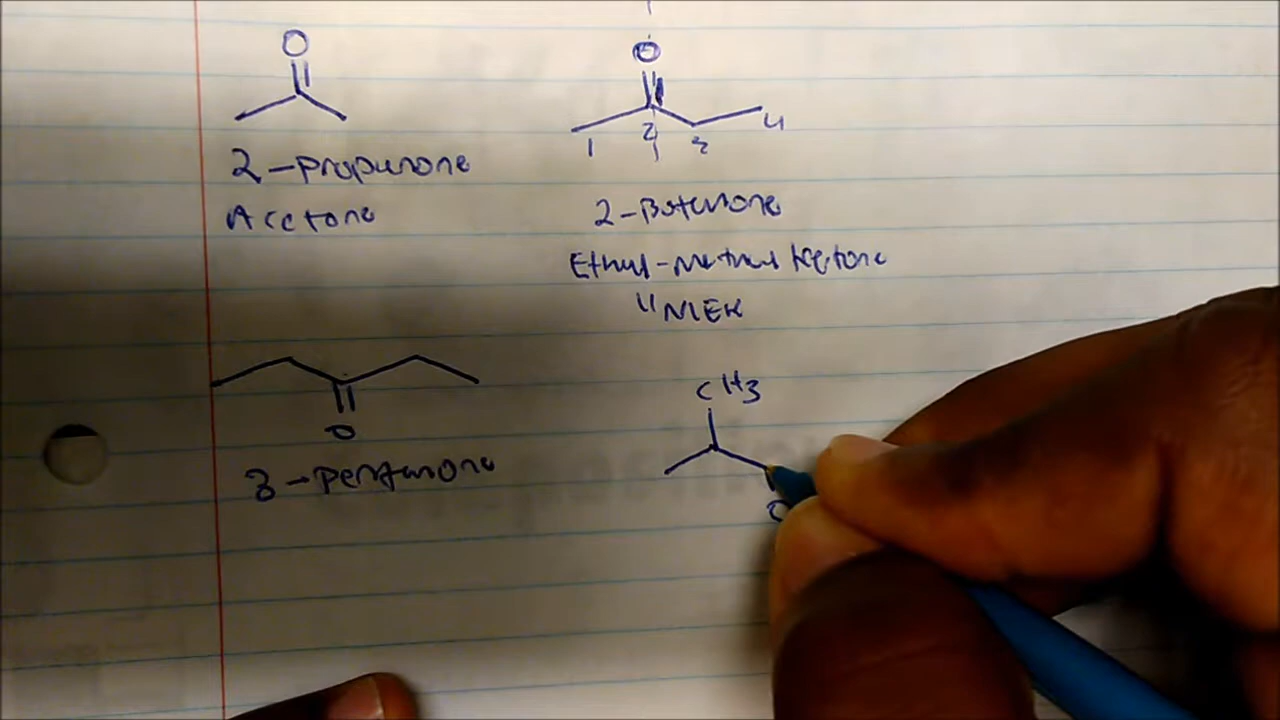 O
2-propanone
Acetone
O
1 2 3 4
2-Butanone
Ethyl-methyl ketone
"MEK
O
3-pentanone
CH3
O